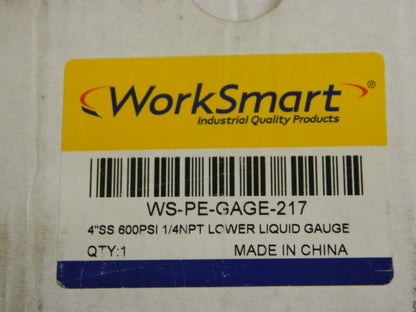 WorkSmart®
Industrial Quality Products
WS-PE-GAGE-217
4"SS 600PSI 1/4NPT LOWER LIQUID GAUGE
QTY:1 MADE IN CHINA